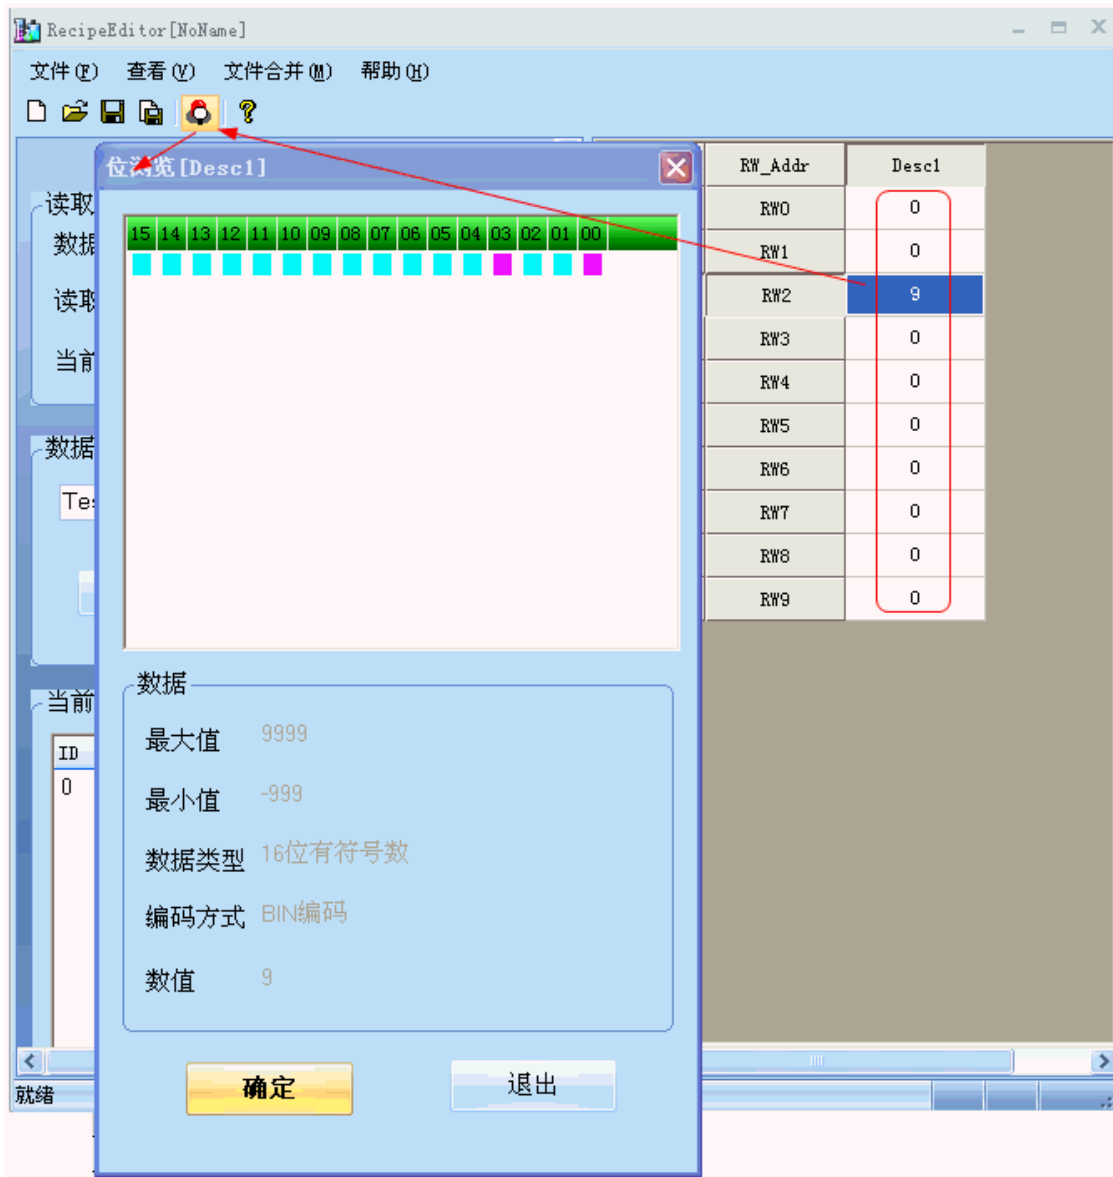 RecipeEditor[NoName]
文件(F) 查看(V) 文件合并(M) 帮助(H)
位浏览[Desc1]
15 14 13 12 11 10 09 08 07 06 05 04 03 02 01 00
读取
数据
读取
当前
数据
Te
当前
ID
0
RW_Addr Desc1
RW0 0
RW1 0
RW2 9
RW3 0
RW4 0
RW5 0
RW6 0
RW7 0
RW8 0
RW9 0
数据
最大值 9999
最小值 -999
数据类型 16位有符号数
编码方式 BIN编码
数值 9
确定 退出
就绪